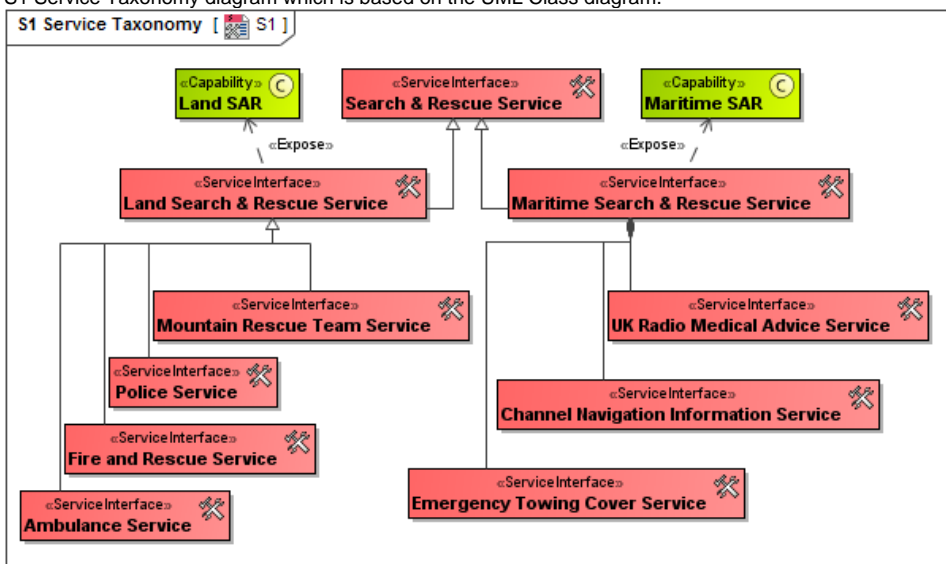 S1 Service Taxonomy diagram which is based on the UML Class diagram.
S1 Service Taxonomy [ S1 ]
«Capability»
Land SAR
C
«ServiceInterface»
Search & Rescue Service
«Capability»
Maritime SAR
C
«Expose»
«Expose»
«ServiceInterface»
Land Search & Rescue Service
«ServiceInterface»
Maritime Search & Rescue Service
«ServiceInterface»
Mountain Rescue Team Service
«ServiceInterface»
UK Radio Medical Advice Service
«ServiceInterface»
Police Service
«ServiceInterface»
Channel Navigation Information Service
«ServiceInterface»
Fire and Rescue Service
«ServiceInterface»
Emergency Towing Cover Service
«ServiceInterface»
Ambulance Service